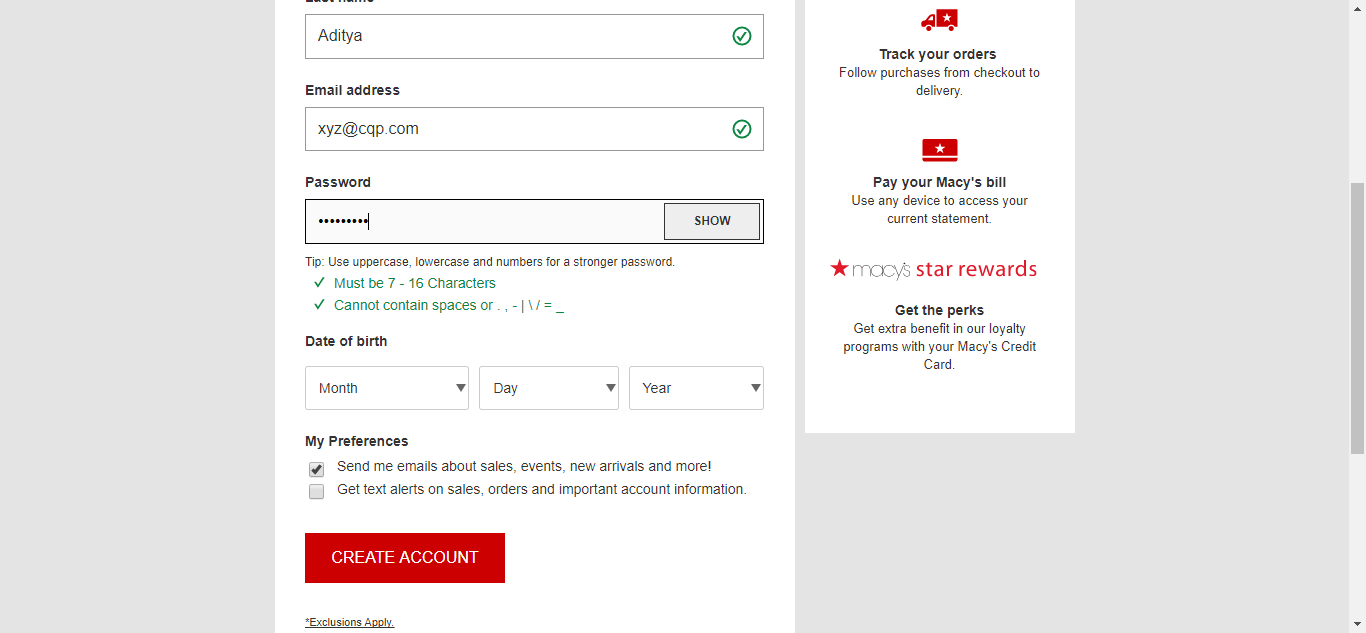 Last name
Aditya
Email address
xyz@cqp.com
Password
•••••••••
SHOW
Tip: Use uppercase, lowercase and numbers for a stronger password.
Must be 7 - 16 Characters
Cannot contain spaces or . , - | \ / = _
Date of birth
Month
Day
Year
My Preferences
Send me emails about sales, events, new arrivals and more!
Get text alerts on sales, orders and important account information.
CREATE ACCOUNT
*Exclusions Apply.
Track your orders
Follow purchases from checkout to
delivery.
Pay your Macy's bill
Use any device to access your
current statement.
macy's star rewards
Get the perks
Get extra benefit in our loyalty
programs with your Macy's Credit
Card.